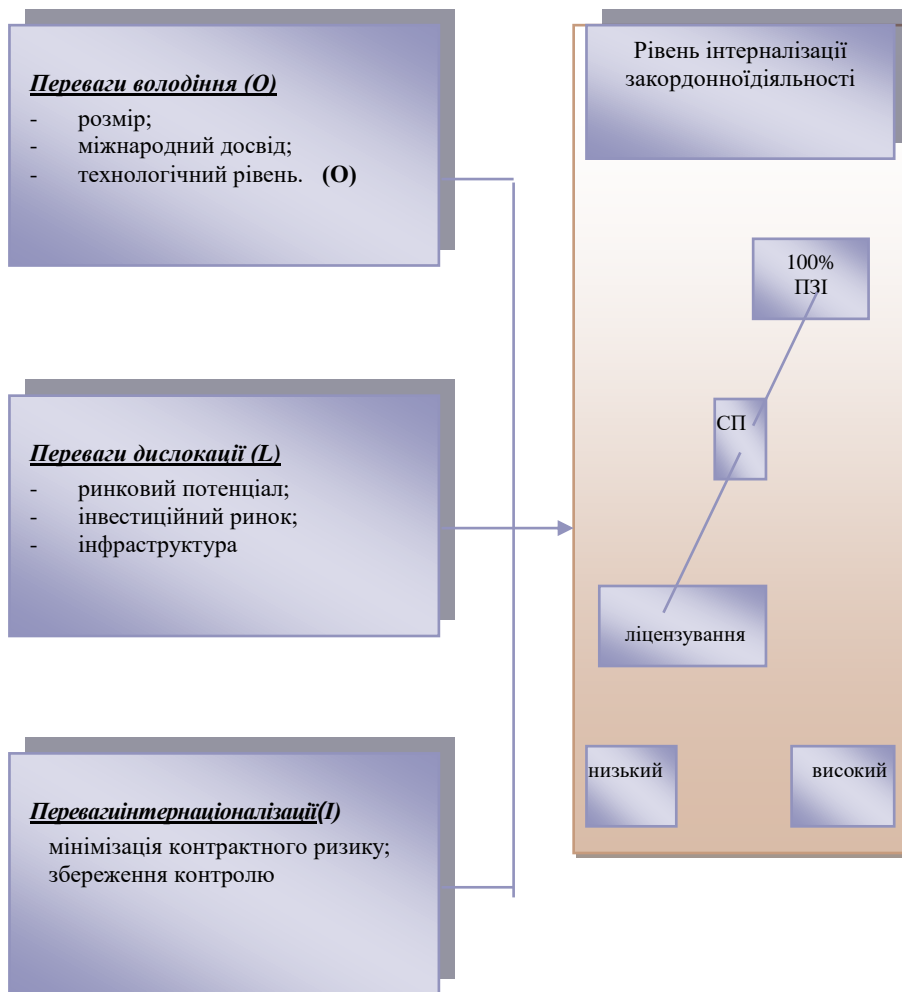 Переваги володіння (О)
- розмір;
- міжнародний досвід;
- технологічний рівень. (О)
Переваги дислокації (L)
- ринковий потенціал;
- інвестиційний ринок;
- інфраструктура
Перевагиінтернаціоналізації(І)
мінімізація контрактного ризику;
збереження контролю
Рівень інтерналізації
закордонноїдіяльності
100%
ПЗІ
СП
ліцензування
низький
високий